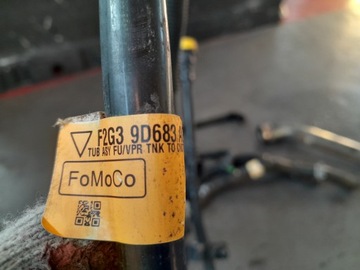 F2G3 9D683
TUB ASY FU/VPR TNK TO
FoMoCo